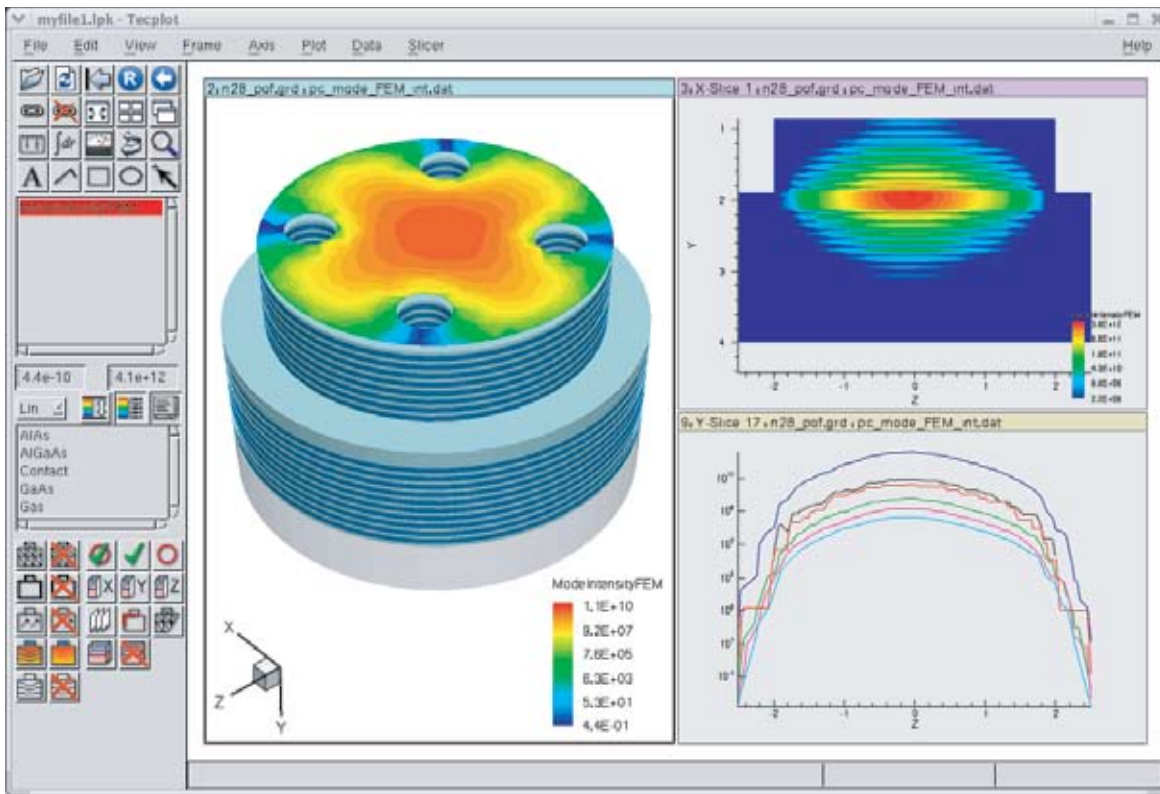 myfile1.lpk - Tecplot
File Edit View Frame Axis Plot Data Slicer Help
R
∫dr
A
4.4e-10 4.1e+12
Lin
AlAs
AlGaAs
Contact
GaAs
Gas
X Y Z
2: n28_pof.grd : pc_mode_FEM_int.dat
ModeIntensityFEM
1.1E+10
9.2E+07
7.6E+05
6.3E+03
5.3E+01
4.4E-01
X
Z
Y
3: X-Slice 1 : n28_pof.grd : pc_mode_FEM_int.dat
1
2
Y
3
4
-2 -1 0 1 2
Z
9: Y-Slice 17 : n28_pof.grd : pc_mode_FEM_int.dat
-2 -1 0 1 2
Z